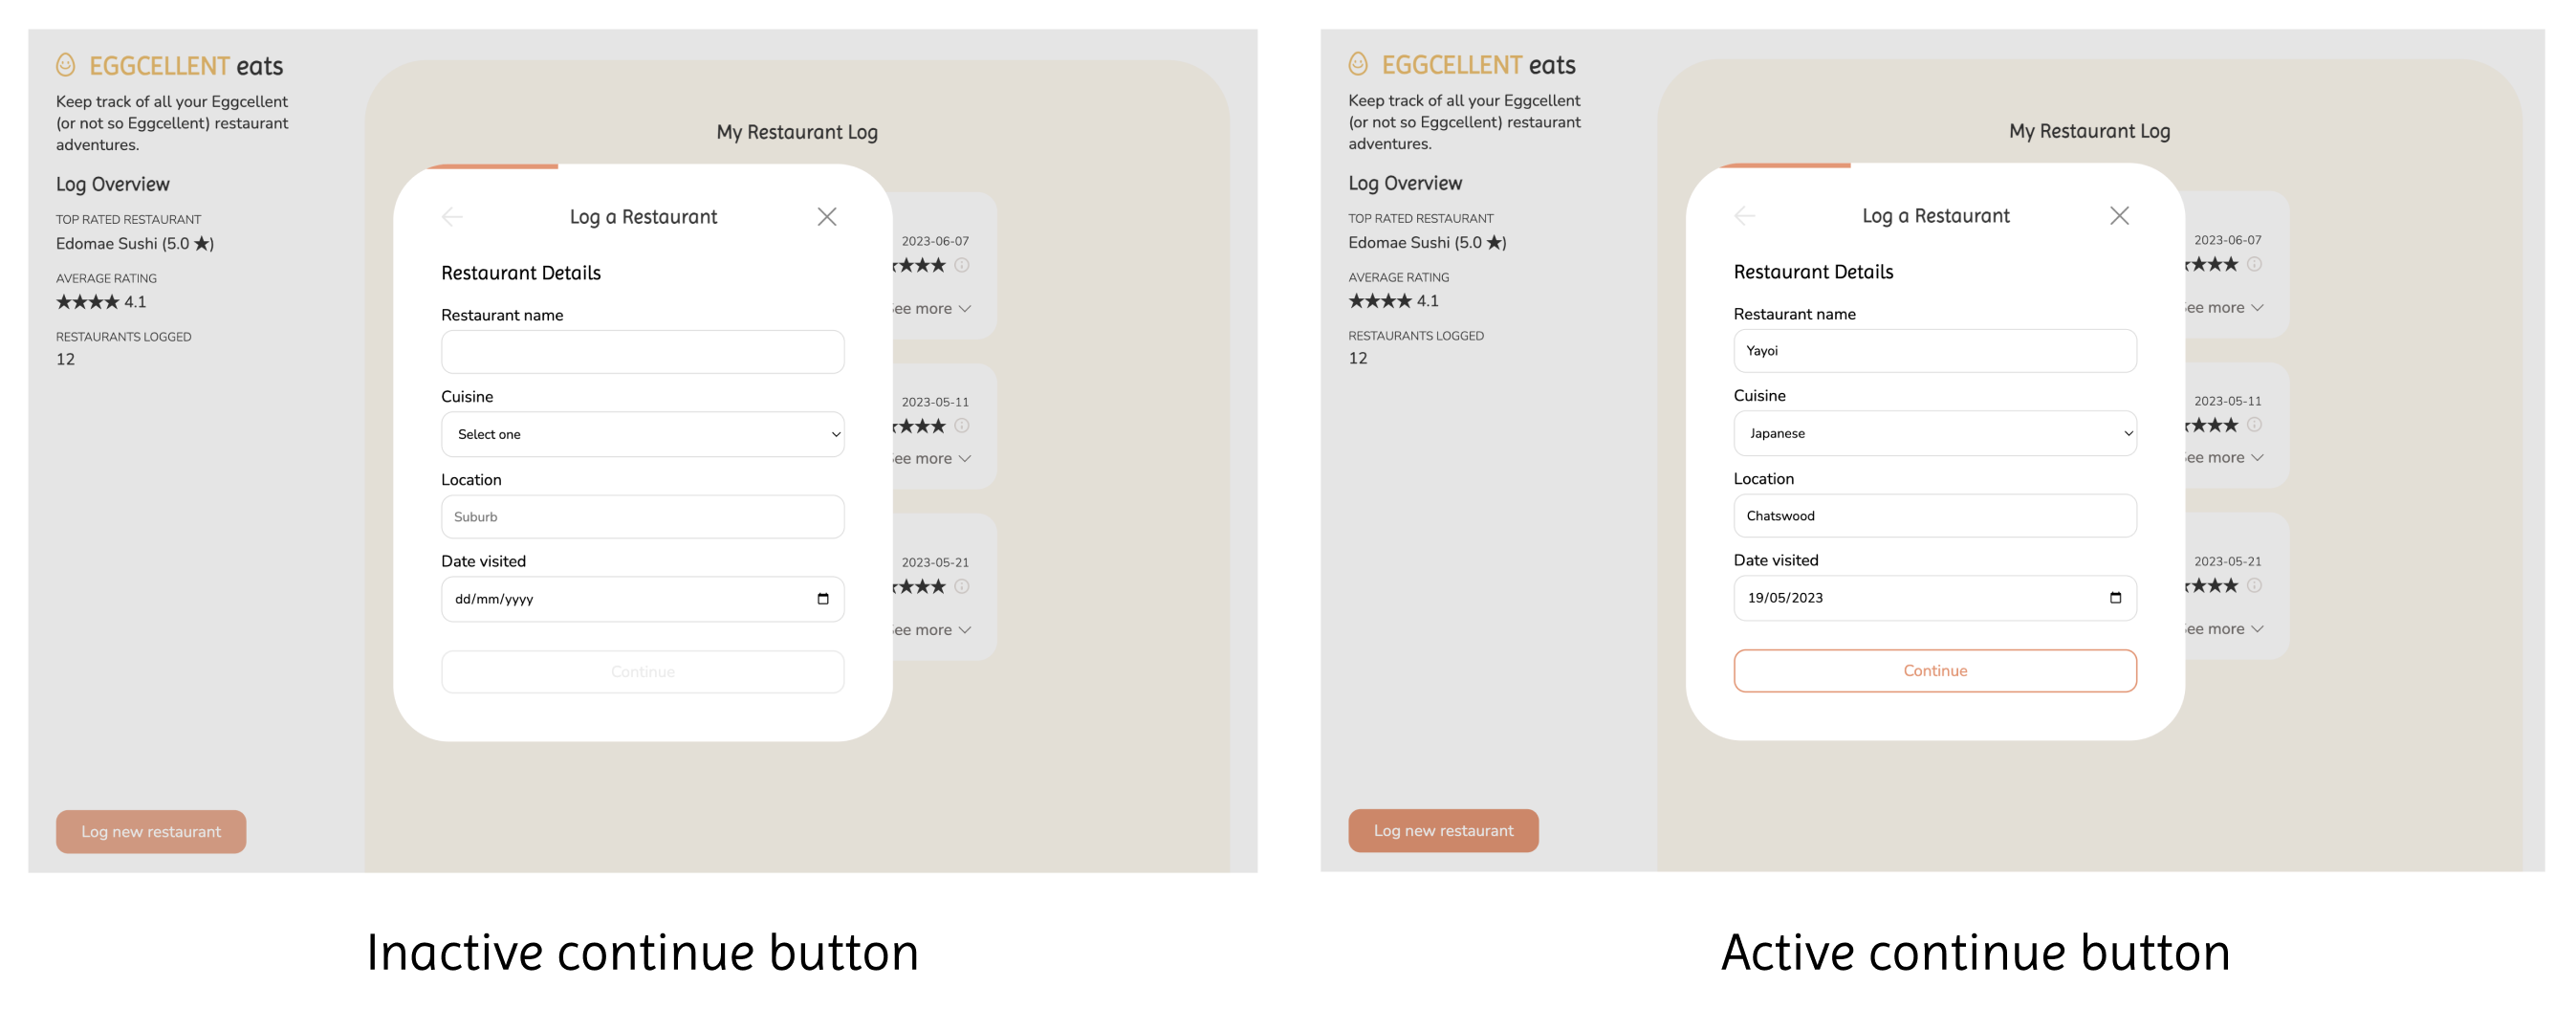 EGGCELLENT eats
Keep track of all your Eggcellent
(or not so Eggcellent) restaurant
adventures.
Log Overview
TOP RATED RESTAURANT
Edomae Sushi (5.0 ★)
AVERAGE RATING
★★★★ 4.1
RESTAURANTS LOGGED
12
Log new restaurant
My Restaurant Log
Log a Restaurant
Restaurant Details
Restaurant name
Cuisine
Select one
Location
Suburb
Date visited
dd/mm/yyyy
Continue
2023-06-07
ee more
2023-05-11
ee more
2023-05-21
ee more
Inactive continue button
EGGCELLENT eats
Keep track of all your Eggcellent
(or not so Eggcellent) restaurant
adventures.
Log Overview
TOP RATED RESTAURANT
Edomae Sushi (5.0 ★)
AVERAGE RATING
★★★★ 4.1
RESTAURANTS LOGGED
12
Log new restaurant
My Restaurant Log
Log a Restaurant
Restaurant Details
Restaurant name
Yayoi
Cuisine
Japanese
Location
Chatswood
Date visited
19/05/2023
Continue
2023-06-07
ee more
2023-05-11
ee more
2023-05-21
ee more
Active continue button